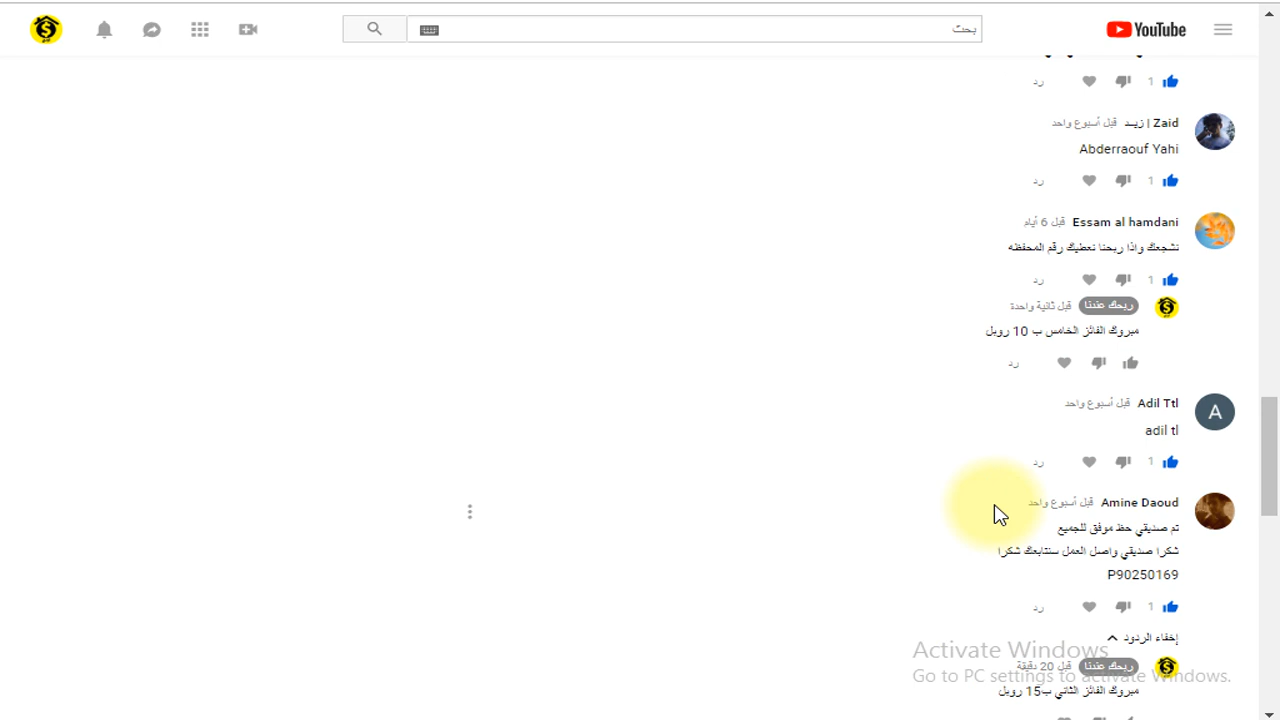 YouTube
بحث
رد
1
Zaid | زيــد قبل أسبوع واحد
Abderraouf Yahi
رد
1
Essam al hamdani قبل 6 أيام
نشجعك واذا ربحنا نعطيك رقم المحفظه
رد
1
ربحك عندنا قبل ثانية واحدة
مبروك الفائز الخامس ب 10 روبل
رد
Adil Ttl قبل أسبوع واحد
adil tl
رد
1
A
Amine Daoud قبل أسبوع واحد
تم صديقي حظ موفق للجميع
شكرا صديقي واصل العمل سنتابعك شكرا
P90250169
رد
1
إخفاء الردود
ربحك عندنا قبل 20 دقيقة
مبروك الفائز الثاني ب15 روبل
Activate Windows
Go to PC settings to activate Windows.